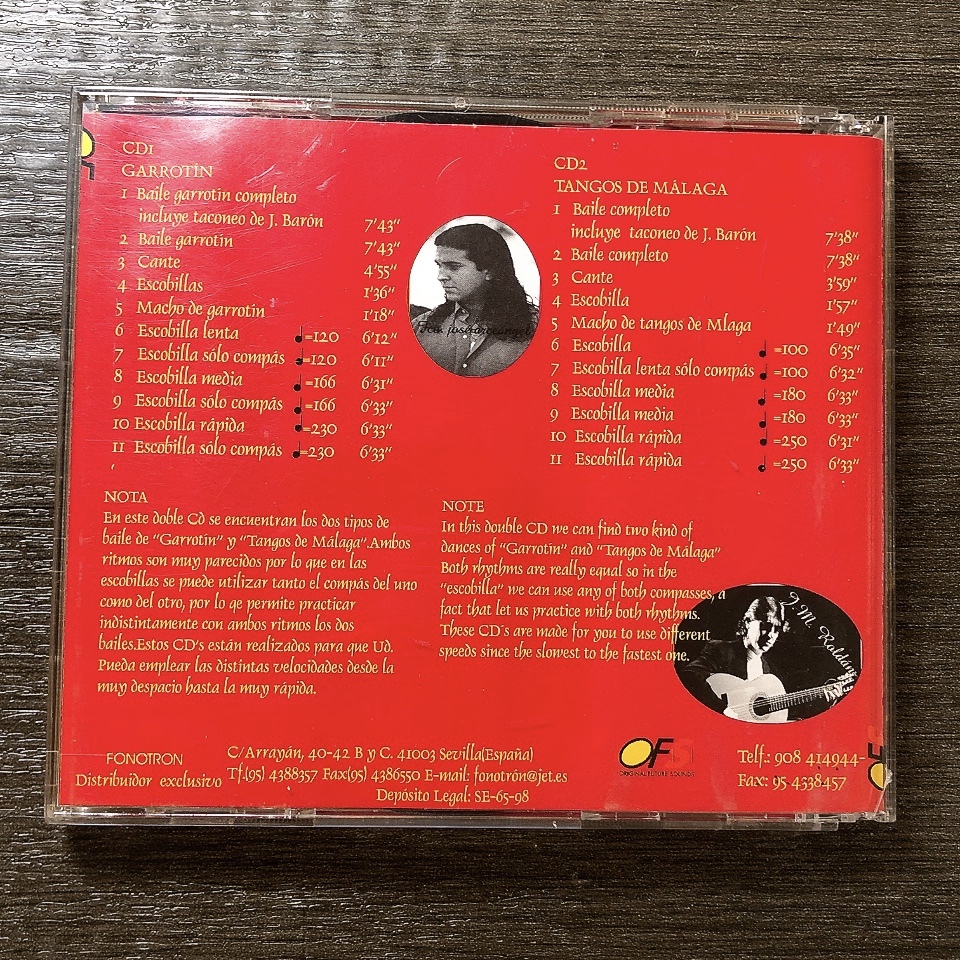 CD1
GARROTÍN
1 Baile garrotín completo
incluye taconeo de J. Barón 7'43"
2 Baile garrotín 7'43"
3 Cante 4'55"
4 Escobillas 1'36"
5 Macho de garrotín 1'18"
6 Escobilla lenta ♩=120 6'12"
7 Escobilla sólo compás ♩=120 6'11"
8 Escobilla media ♩=166 6'31"
9 Escobilla sólo compás ♩=166 6'33"
10 Escobilla rápida ♩=230 6'33"
11 Escobilla sólo compás ♩=230 6'33"
Fco. josé arcángel
CD2
TANGOS DE MÁLAGA
1 Baile completo
incluye taconeo de J. Barón 7'38"
2 Baile completo 7'38"
3 Cante 3'59"
4 Escobilla 1'57"
5 Macho de tangos de Mlaga 1'49"
6 Escobilla ♩=100 6'35"
7 Escobilla lenta sólo compás ♩=100 6'32"
8 Escobilla media ♩=180 6'33"
9 Escobilla media ♩=180 6'33"
10 Escobilla rápida ♩=250 6'31"
11 Escobilla rápida ♩=250 6'33"
NOTA
En este doble Cd se encuentran los dos tipos de
baile de "Garrotín" y "Tangos de Málaga".Ambos
ritmos son muy parecidos por lo que en las
escobillas se puede utilizar tanto el compás del uno
como del otro, por lo qe permite practicar
indistintamente con ambos ritmos los dos
bailes.Estos CD's están realizados para que Ud.
Pueda emplear las distintas velocidades desde la
muy despacio hasta la muy rápida.
NOTE
In this double CD we can find two kind of
dances of "Garrotín" and "Tangos de Málaga"
Both rhythms are really equal so in the
"escobilla" we can use any of both compasses, a
fact that let us practice with both rhythms.
These CD's are made for you to use different
speeds since the slowest to the fastest one.
J.M. Roldán
FONOTRON
Distribuidor exclusivo
C/Arrayán, 40-42 B y C. 41003 Sevilla(España)
Tf.(95) 4388357 Fax(95) 4386550 E-mail: fonotrón@jet.es
Depósito Legal: SE-65-98
OFS
ORIGINAL FUTURE SOUNDS
Telf.: 908 414944-
Fax: 95 4338457